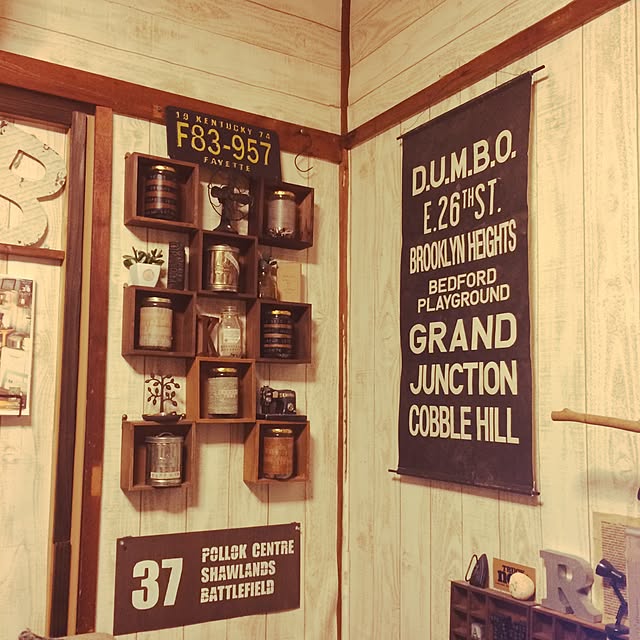 19 KENTUCKY 74
F83-957
FAYETTE
D.U.M.B.O.
E.26TH ST.
BROOKLYN HEIGHTS
BEDFORD
PLAYGROUND
GRAND
JUNCTION
COBBLE HILL
37
POLLOK CENTRE
SHAWLANDS
BATTLEFIELD
B
R